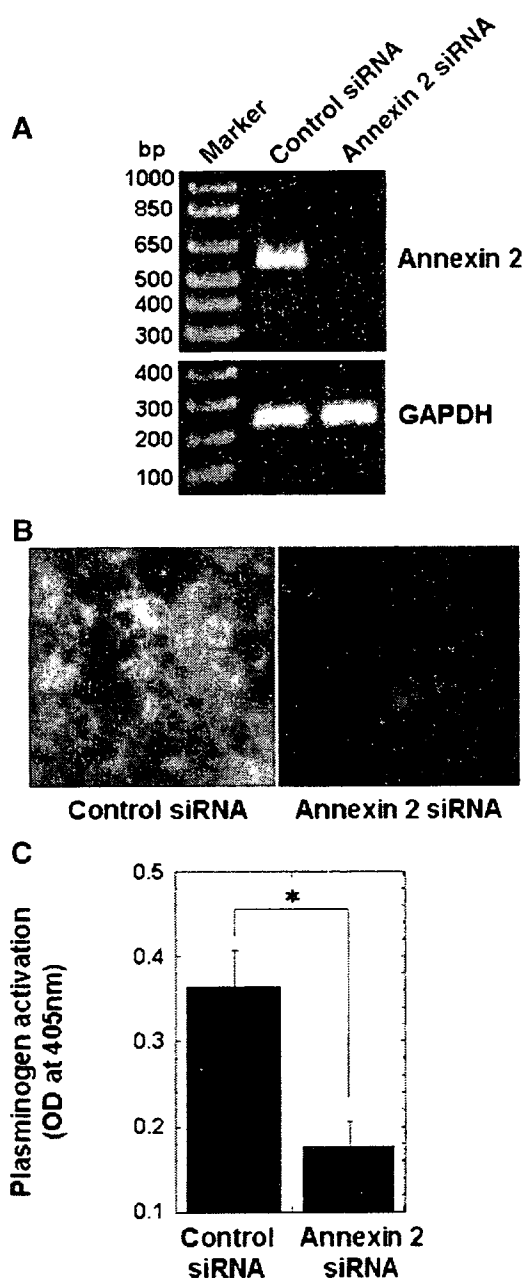 A
bp
Marker
Control siRNA
Annexin 2 siRNA
1000
850
650
500
400
300
Annexin 2
400
300
200
100
GAPDH
B
Control siRNA
Annexin 2 siRNA
C
Plasminogen activation
(OD at 405nm)
0.5
0.4
0.3
0.2
0.1
*
Control
siRNA
Annexin 2
siRNA